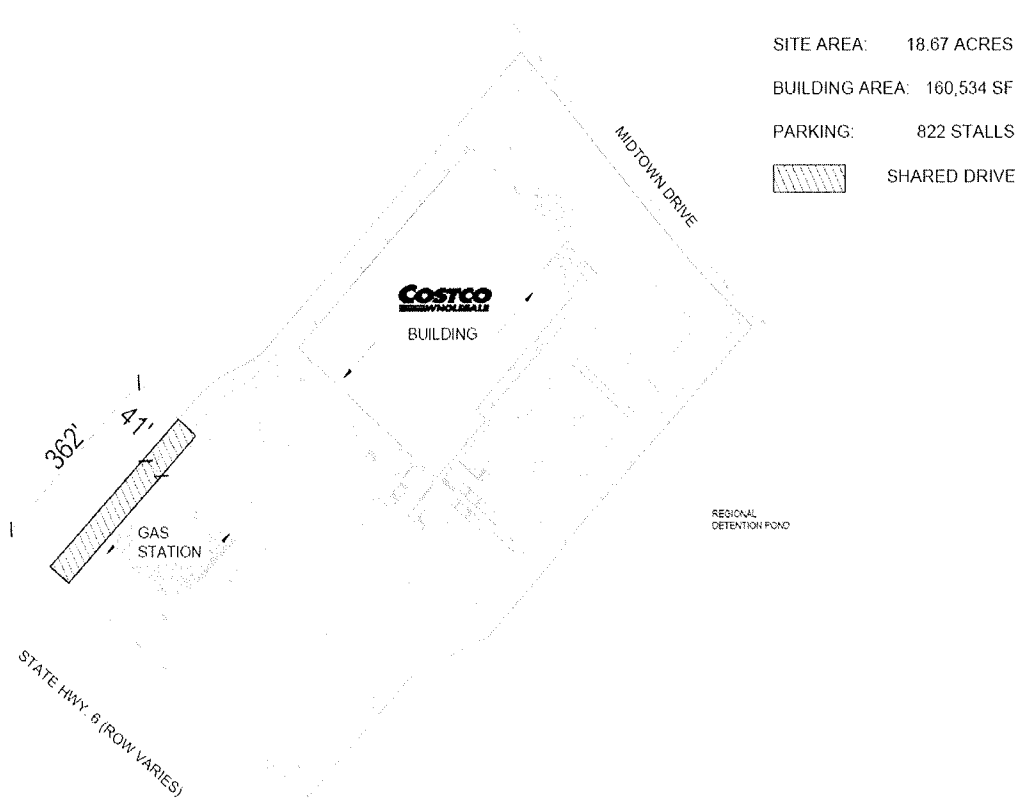 SITE AREA: 18.67 ACRES
BUILDING AREA: 160,534 SF
PARKING: 822 STALLS
SHARED DRIVE
MIDTOWN DRIVE
COSTCO
WHOLESALE
BUILDING
41'
362'
GAS
STATION
REGIONAL
DETENTION POND
STATE HWY. 6 (ROW VARIES)